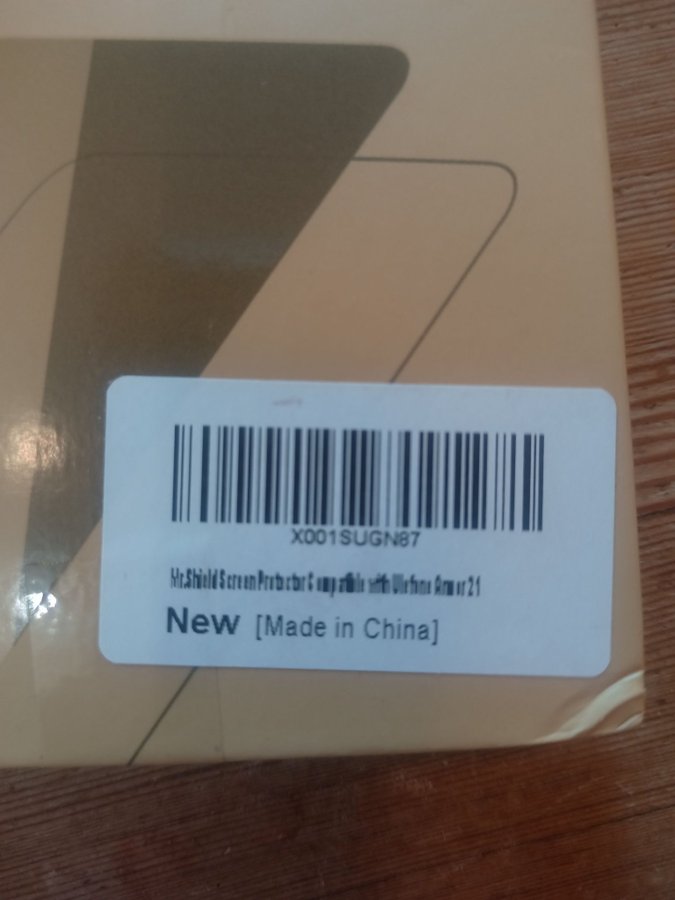 X001SUGN87
Mr.Shield Screen Protector Compatible with Ulefone Armor 21
New [Made in China]